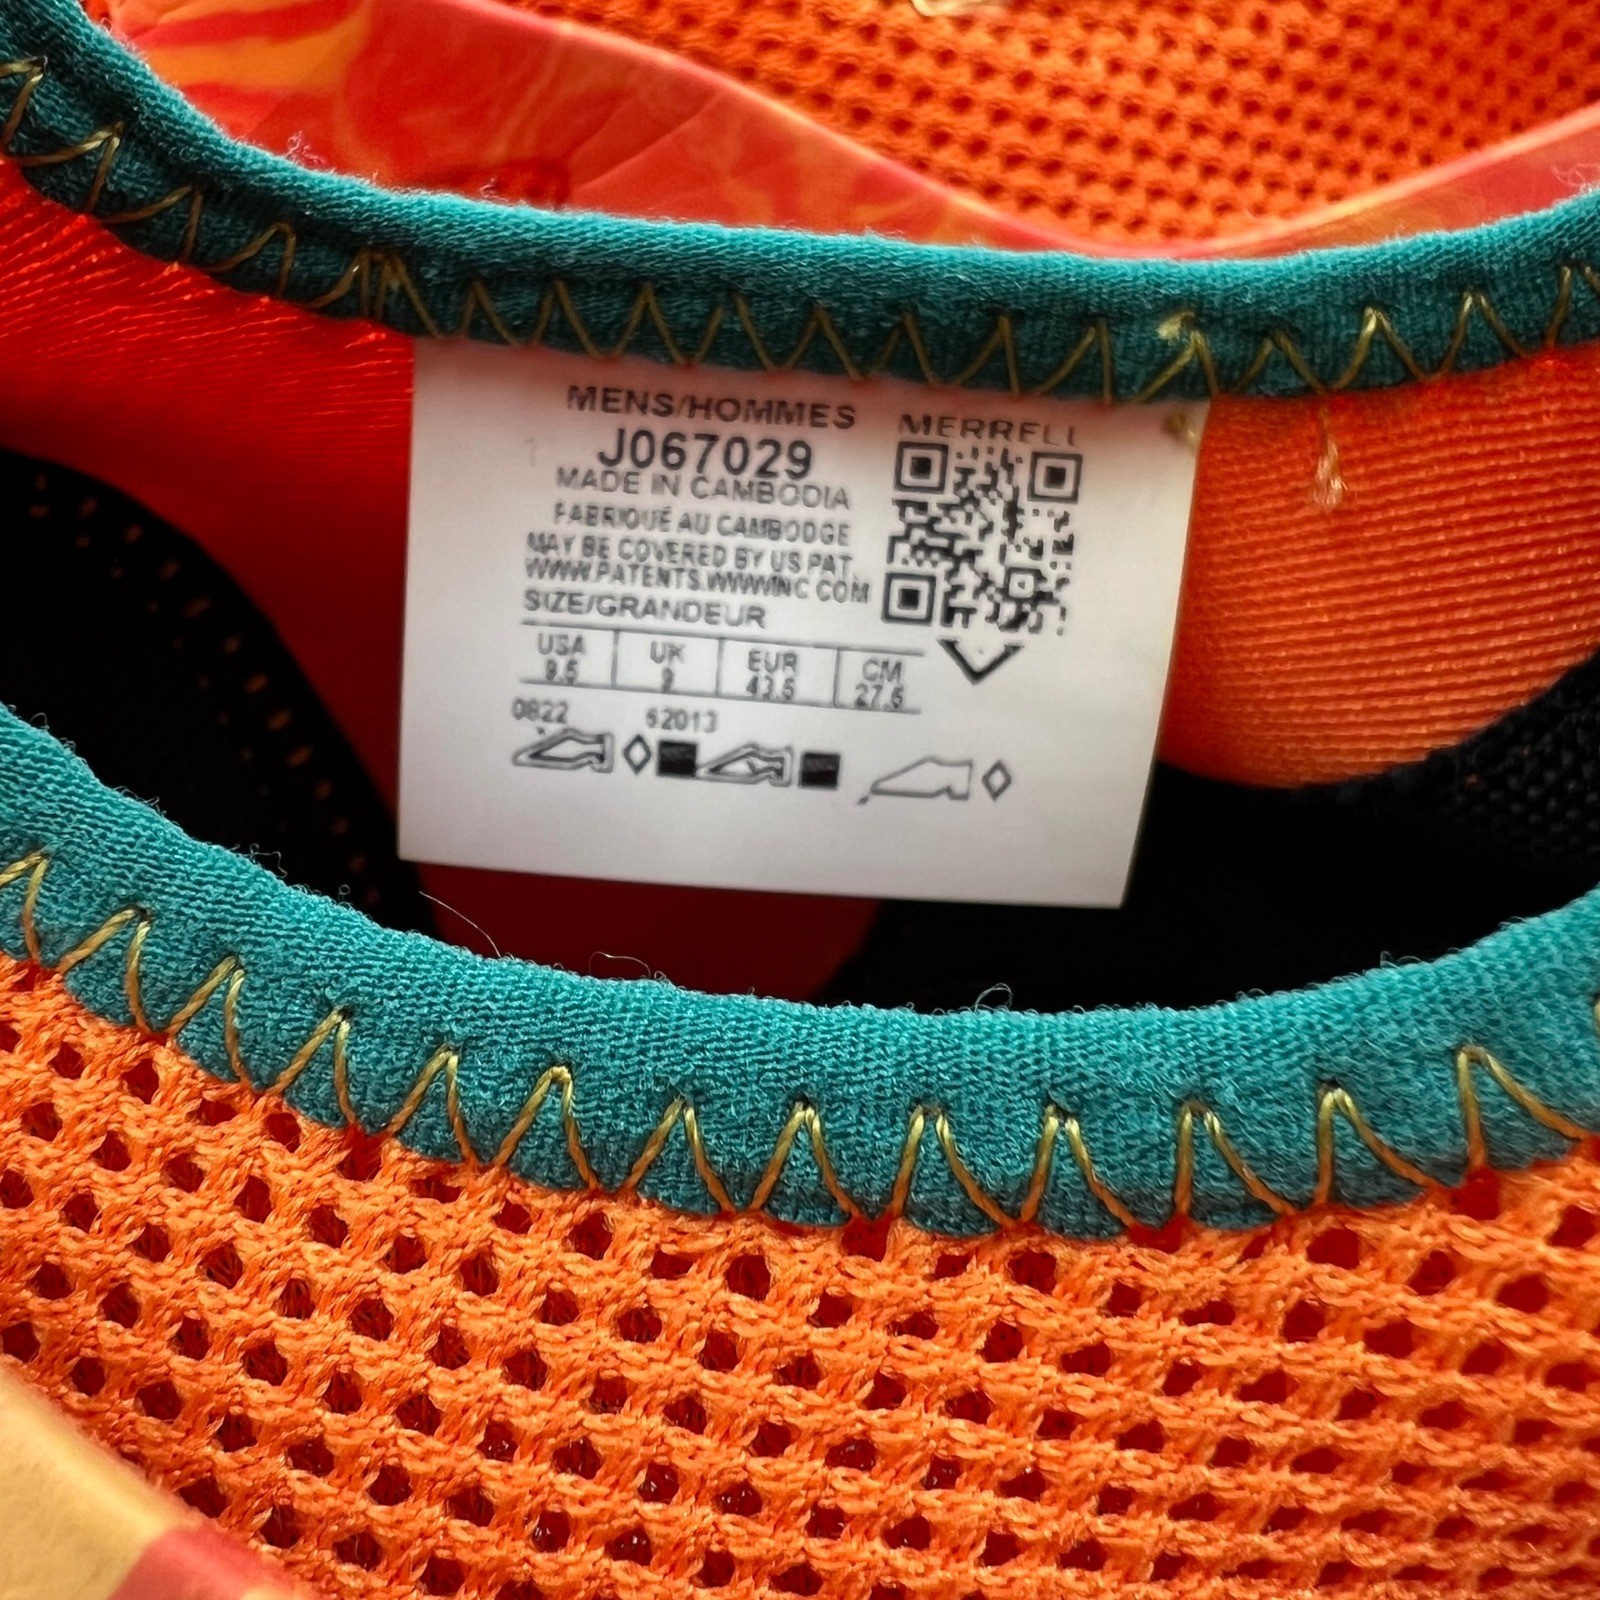 MENS/HOMMES
J067029
MADE IN CAMBODIA
FABRIQUÉ AU CAMBODGE
MAY BE COVERED BY US PAT.
WWW.PATENTS.WWWINC.COM
SIZE/GRANDEUR
USA UK EUR CM
9.5 9 43.5 27.5
0822 62013
MERRELL